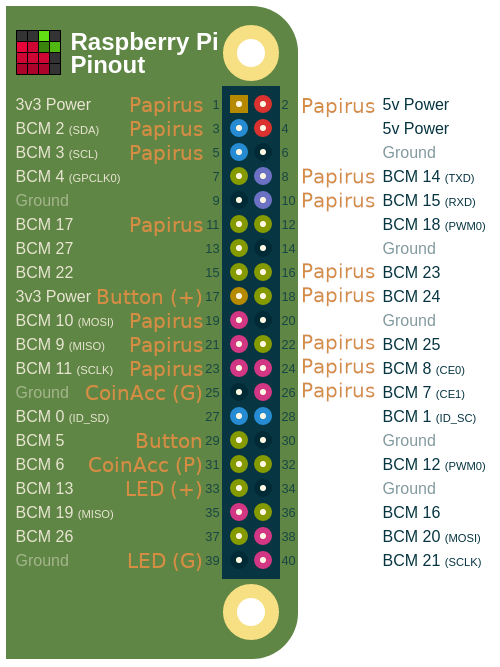 Raspberry Pi
Pinout
3v3 Power Papirus 1 2 Papirus 5v Power
BCM 2 (SDA) Papirus 3 4 5v Power
BCM 3 (SCL) Papirus 5 6 Ground
BCM 4 (GPCLK0) 7 8 Papirus BCM 14 (TXD)
Ground 9 10 Papirus BCM 15 (RXD)
BCM 17 Papirus 11 12 BCM 18 (PWM0)
BCM 27 13 14 Ground
BCM 22 15 16 Papirus BCM 23
3v3 Power Button (+) 17 18 Papirus BCM 24
BCM 10 (MOSI) Papirus 19 20 Ground
BCM 9 (MISO) Papirus 21 22 Papirus BCM 25
BCM 11 (SCLK) Papirus 23 24 Papirus BCM 8 (CE0)
Ground CoinAcc (G) 25 26 Papirus BCM 7 (CE1)
BCM 0 (ID_SD) 27 28 BCM 1 (ID_SC)
BCM 5 Button 29 30 Ground
BCM 6 CoinAcc (P) 31 32 BCM 12 (PWM0)
BCM 13 LED (+) 33 34 Ground
BCM 19 (MISO) 35 36 BCM 16
BCM 26 37 38 BCM 20 (MOSI)
Ground LED (G) 39 40 BCM 21 (SCLK)